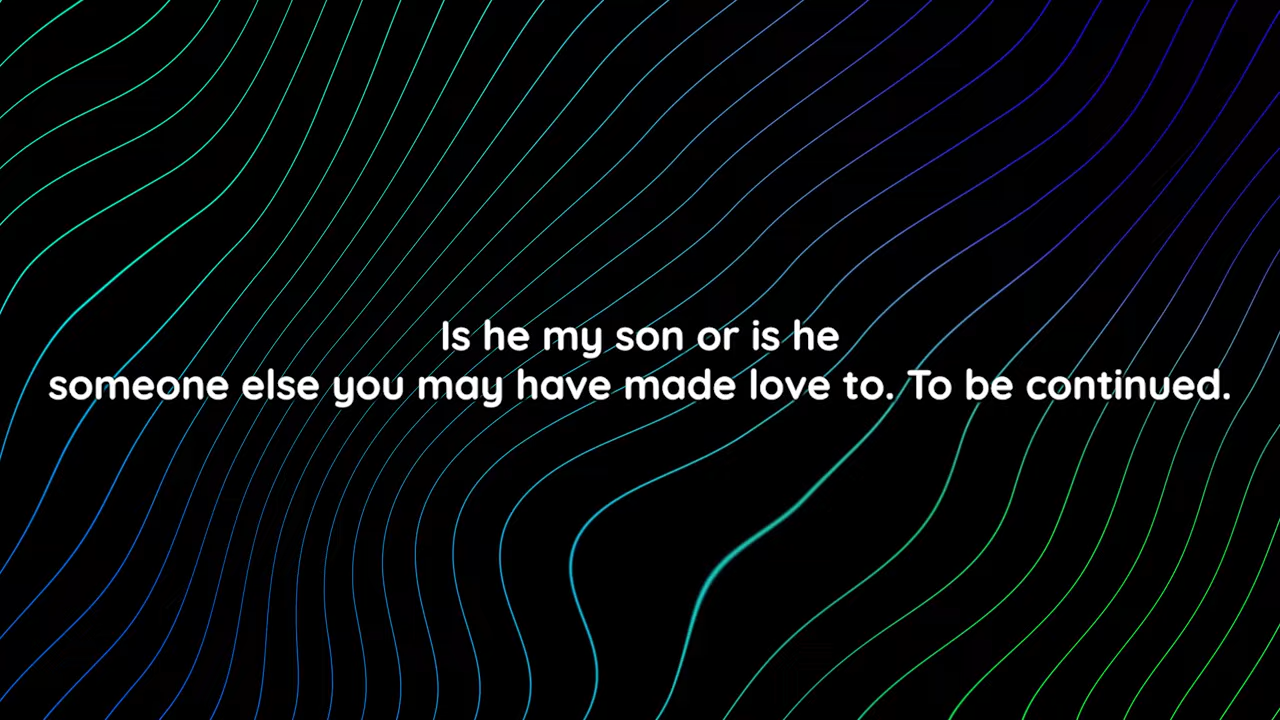 Is he my son or is he
someone else you may have made love to. To be continued.